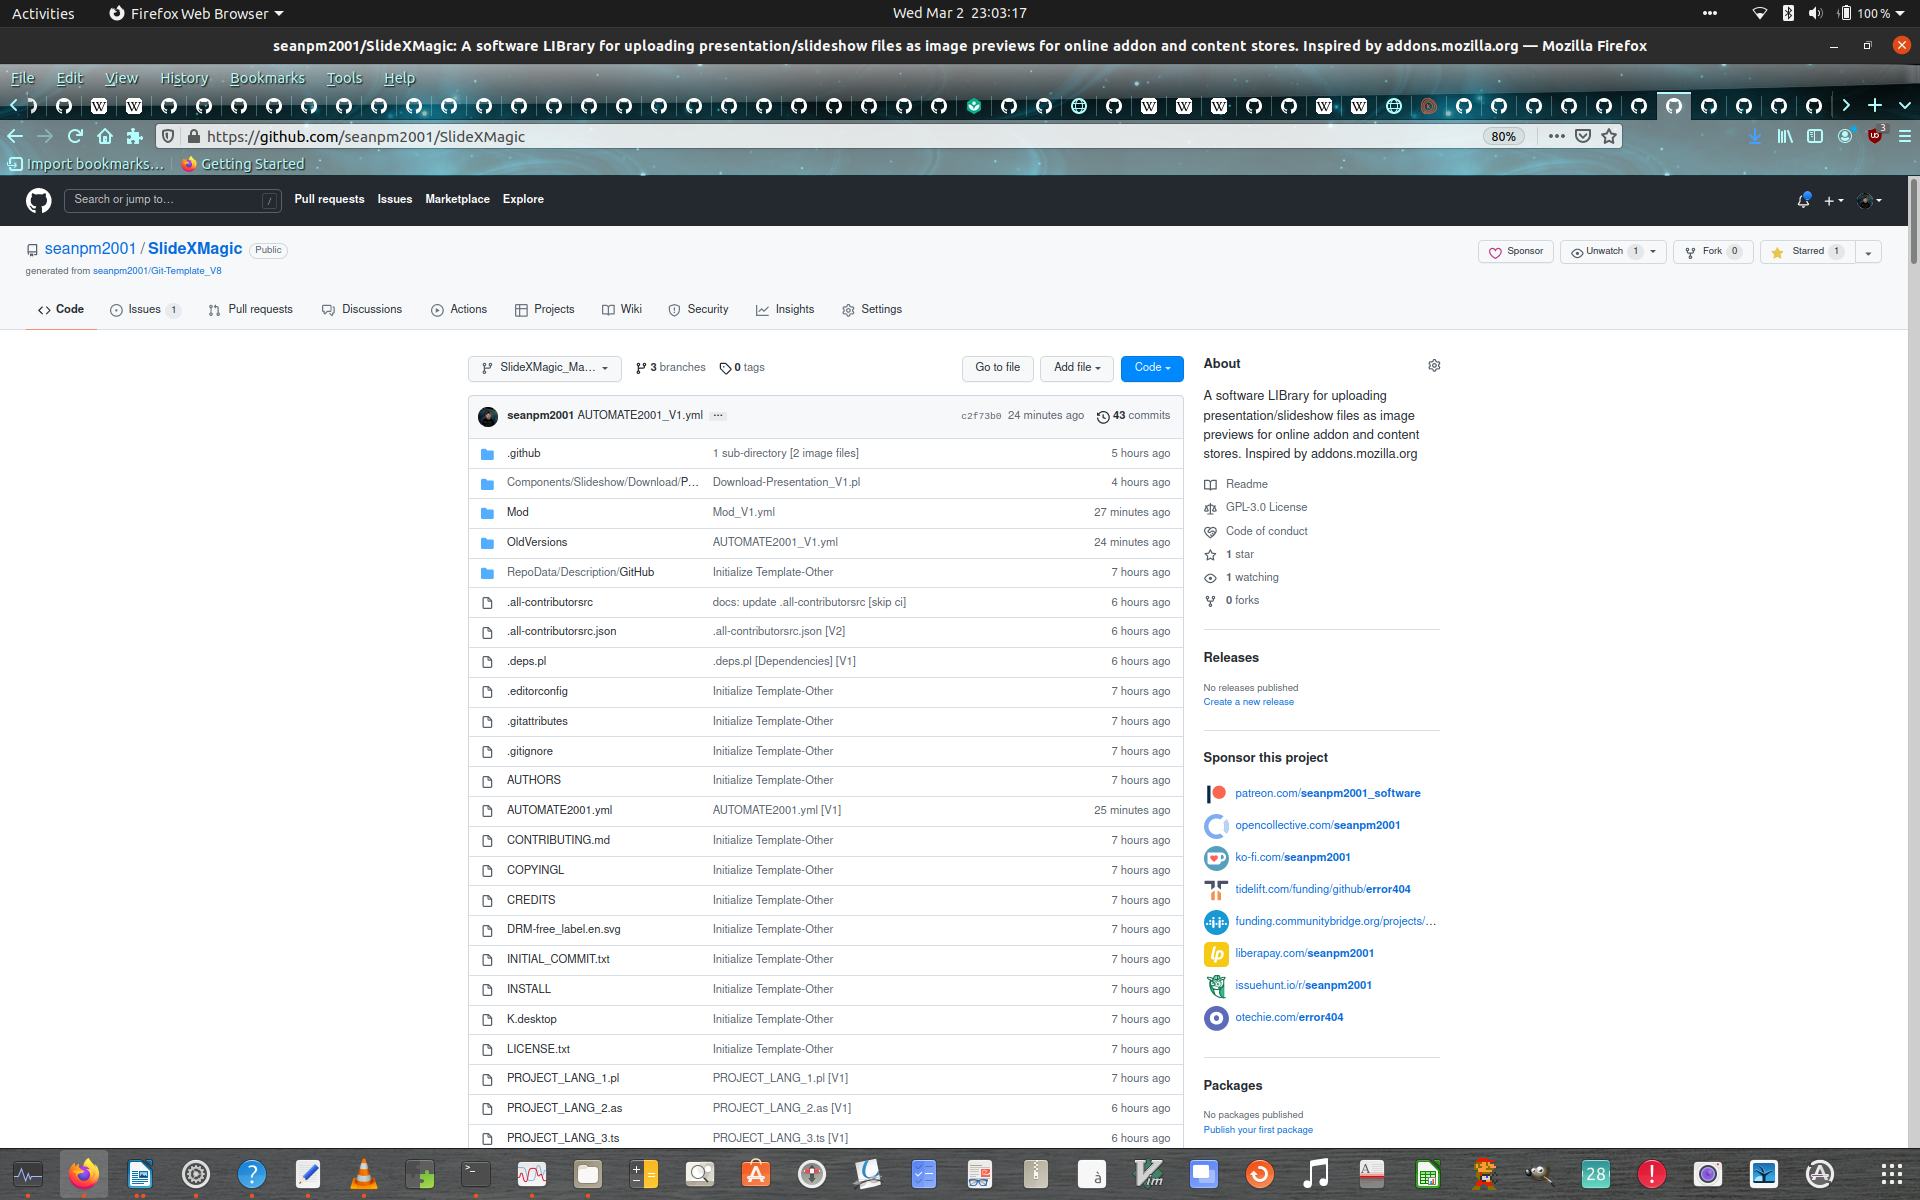 Activities
Firefox Web Browser
Wed Mar 2 23:03:17
100 %
seanpm2001/SlideXMagic: A software LIBrary for uploading presentation/slideshow files as image previews for online addon and content stores. Inspired by addons.mozilla.org — Mozilla Firefox
File Edit View History Bookmarks Tools Help
https://github.com/seanpm2001/SlideXMagic
80%
3
Import bookmarks...
Getting Started
Search or jump to...
/
Pull requests Issues Marketplace Explore
seanpm2001 / SlideXMagic
Public
generated from seanpm2001/Git-Template_V8
Sponsor
Unwatch 1
Fork 0
Starred 1
Code
Issues 1
Pull requests
Discussions
Actions
Projects
Wiki
Security
Insights
Settings
SlideXMagic_Ma...
3 branches
0 tags
Go to file
Add file
Code
seanpm2001 AUTOMATE2001_V1.yml ... c2f73b0 24 minutes ago 43 commits
.github 1 sub-directory [2 image files] 5 hours ago
Components/Slideshow/Download/P... Download-Presentation_V1.pl 4 hours ago
Mod Mod_V1.yml 27 minutes ago
OldVersions AUTOMATE2001_V1.yml 24 minutes ago
RepoData/Description/GitHub Initialize Template-Other 7 hours ago
.all-contributorsrc docs: update .all-contributorsrc [skip ci] 6 hours ago
.all-contributorsrc.json .all-contributorsrc.json [V2] 6 hours ago
.deps.pl .deps.pl [Dependencies] [V1] 6 hours ago
.editorconfig Initialize Template-Other 7 hours ago
.gitattributes Initialize Template-Other 7 hours ago
.gitignore Initialize Template-Other 7 hours ago
AUTHORS Initialize Template-Other 7 hours ago
AUTOMATE2001.yml AUTOMATE2001.yml [V1] 25 minutes ago
CONTRIBUTING.md Initialize Template-Other 7 hours ago
COPYINGL Initialize Template-Other 7 hours ago
CREDITS Initialize Template-Other 7 hours ago
DRM-free_label.en.svg Initialize Template-Other 7 hours ago
INITIAL_COMMIT.txt Initialize Template-Other 7 hours ago
INSTALL Initialize Template-Other 7 hours ago
K.desktop Initialize Template-Other 7 hours ago
LICENSE.txt Initialize Template-Other 7 hours ago
PROJECT_LANG_1.pl PROJECT_LANG_1.pl [V1] 7 hours ago
PROJECT_LANG_2.as PROJECT_LANG_2.as [V1] 6 hours ago
PROJECT_LANG_3.ts PROJECT_LANG_3.ts [V1] 6 hours ago
About
A software LIBrary for uploading
presentation/slideshow files as image
previews for online addon and content
stores. Inspired by addons.mozilla.org
Readme
GPL-3.0 License
Code of conduct
1 star
1 watching
0 forks
Releases
No releases published
Create a new release
Sponsor this project
patreon.com/seanpm2001_software
opencollective.com/seanpm2001
ko-fi.com/seanpm2001
tidelift.com/funding/github/error404
funding.communitybridge.org/projects/...
liberapay.com/seanpm2001
issuehunt.io/r/seanpm2001
otechie.com/error404
Packages
No packages published
Publish your first package
28